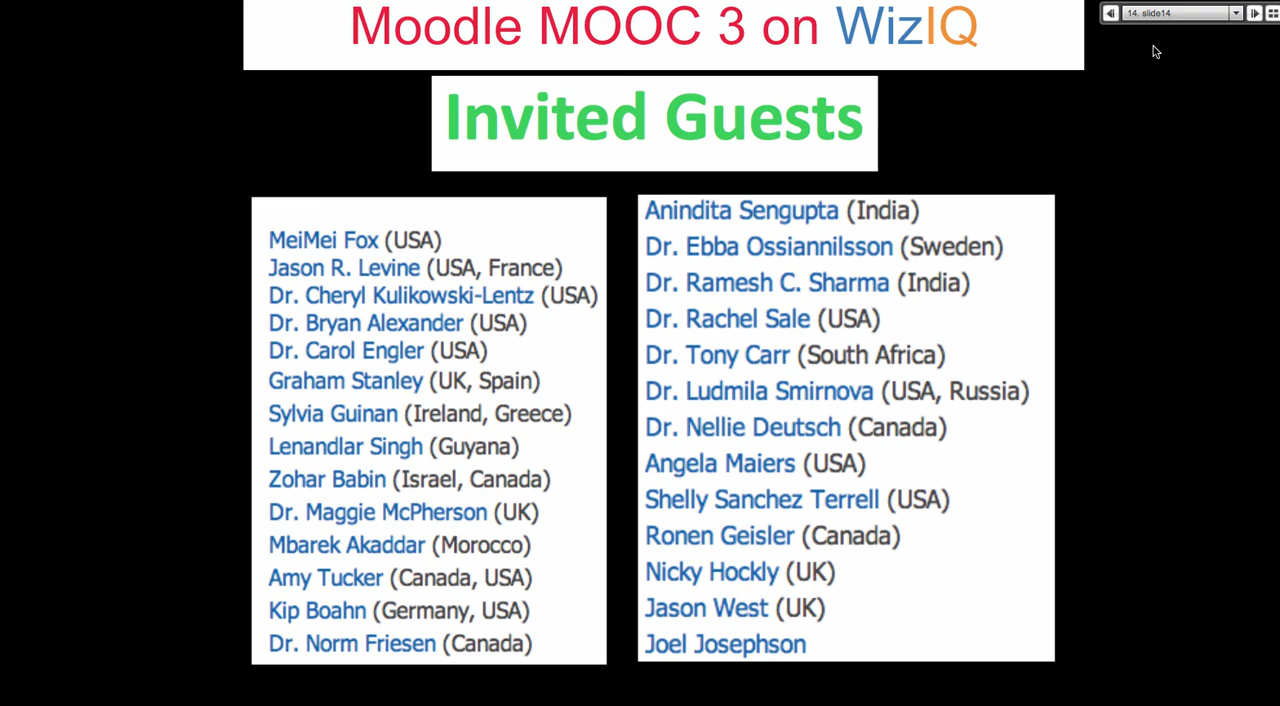 Moodle MOOC 3 on WizIQ
14. slide14
Invited Guests
MeiMei Fox (USA)
Jason R. Levine (USA, France)
Dr. Cheryl Kulikowski-Lentz (USA)
Dr. Bryan Alexander (USA)
Dr. Carol Engler (USA)
Graham Stanley (UK, Spain)
Sylvia Guinan (Ireland, Greece)
Lenandlar Singh (Guyana)
Zohar Babin (Israel, Canada)
Dr. Maggie McPherson (UK)
Mbarek Akaddar (Morocco)
Amy Tucker (Canada, USA)
Kip Boahn (Germany, USA)
Dr. Norm Friesen (Canada)
Anindita Sengupta (India)
Dr. Ebba Ossiannilsson (Sweden)
Dr. Ramesh C. Sharma (India)
Dr. Rachel Sale (USA)
Dr. Tony Carr (South Africa)
Dr. Ludmila Smirnova (USA, Russia)
Dr. Nellie Deutsch (Canada)
Angela Maiers (USA)
Shelly Sanchez Terrell (USA)
Ronen Geisler (Canada)
Nicky Hockly (UK)
Jason West (UK)
Joel Josephson